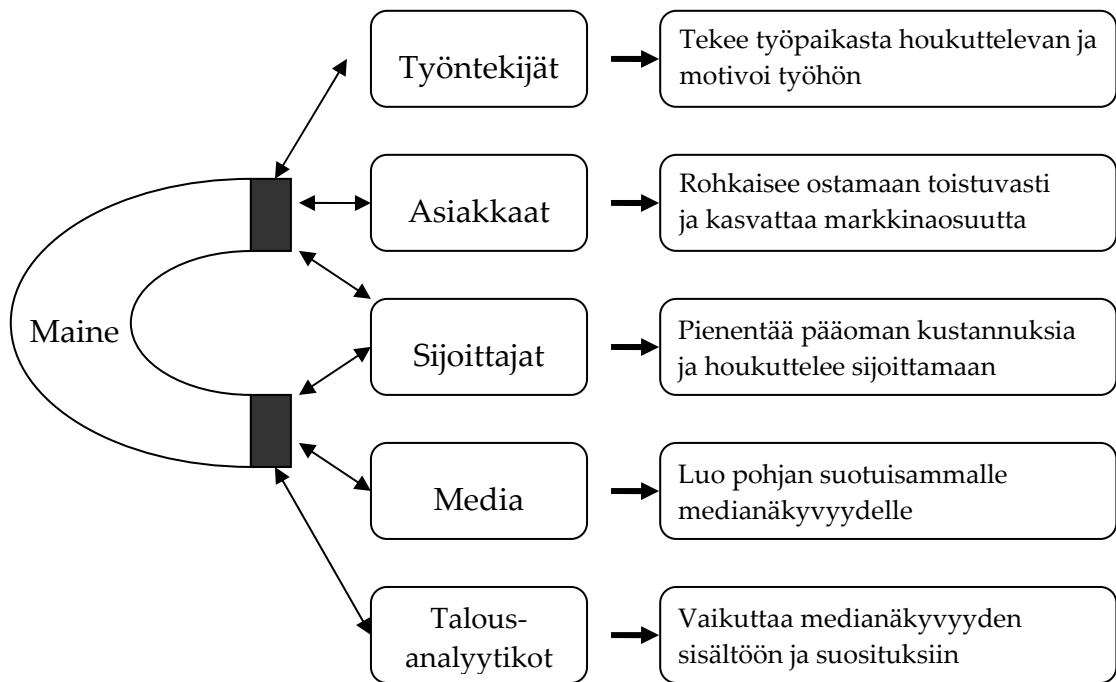 Työntekijät
Tekee työpaikasta houkuttelevan ja
motivoi työhön
Asiakkaat
Rohkaisee ostamaan toistuvasti
ja kasvattaa markkinaosuutta
Maine
Sijoittajat
Pienentää pääoman kustannuksia
ja houkuttelee sijoittamaan
Media
Luo pohjan suotuisammalle
medianäkyvyydelle
Talous-
analyytikot
Vaikuttaa medianäkyvyyden
sisältöön ja suosituksiin